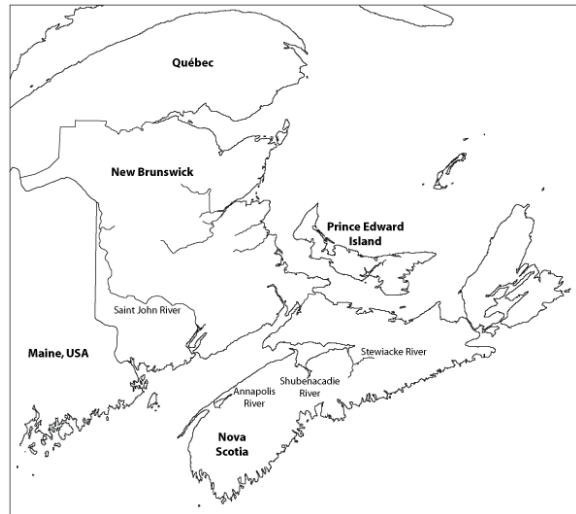 Québec
New Brunswick
Prince Edward
Island
Saint John River
Maine, USA
Stewiacke River
Shubenacadie
River
Annapolis
River
Nova
Scotia